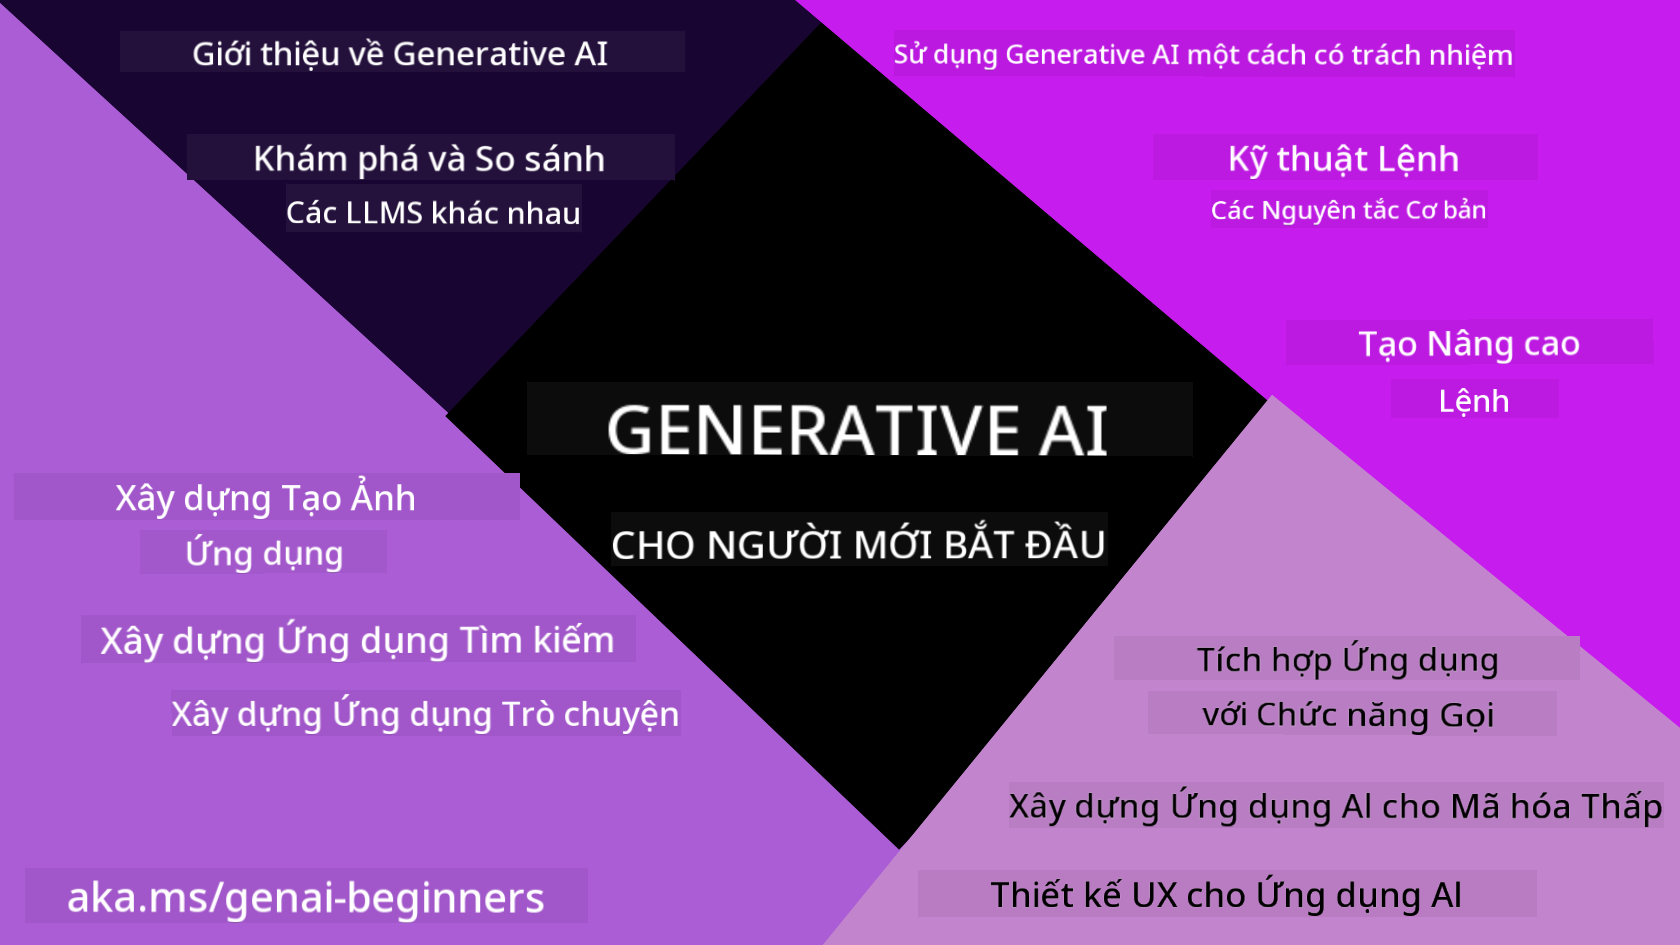 Giới thiệu về Generative AI
Khám phá và So sánh
Các LLMS khác nhau
Sử dụng Generative AI một cách có trách nhiệm
Kỹ thuật Lệnh
Các Nguyên tắc Cơ bản
Tạo Nâng cao
Lệnh
GENERATIVE AI
CHO NGƯỜI MỚI BẮT ĐẦU
Xây dựng Tạo Ảnh
Ứng dụng
Xây dựng Ứng dụng Tìm kiếm
Xây dựng Ứng dụng Trò chuyện
aka.ms/genai-beginners
Tích hợp Ứng dụng
với Chức năng Gọi
Xây dựng Ứng dụng Al cho Mã hóa Thấp
Thiết kế UX cho Ứng dụng Al